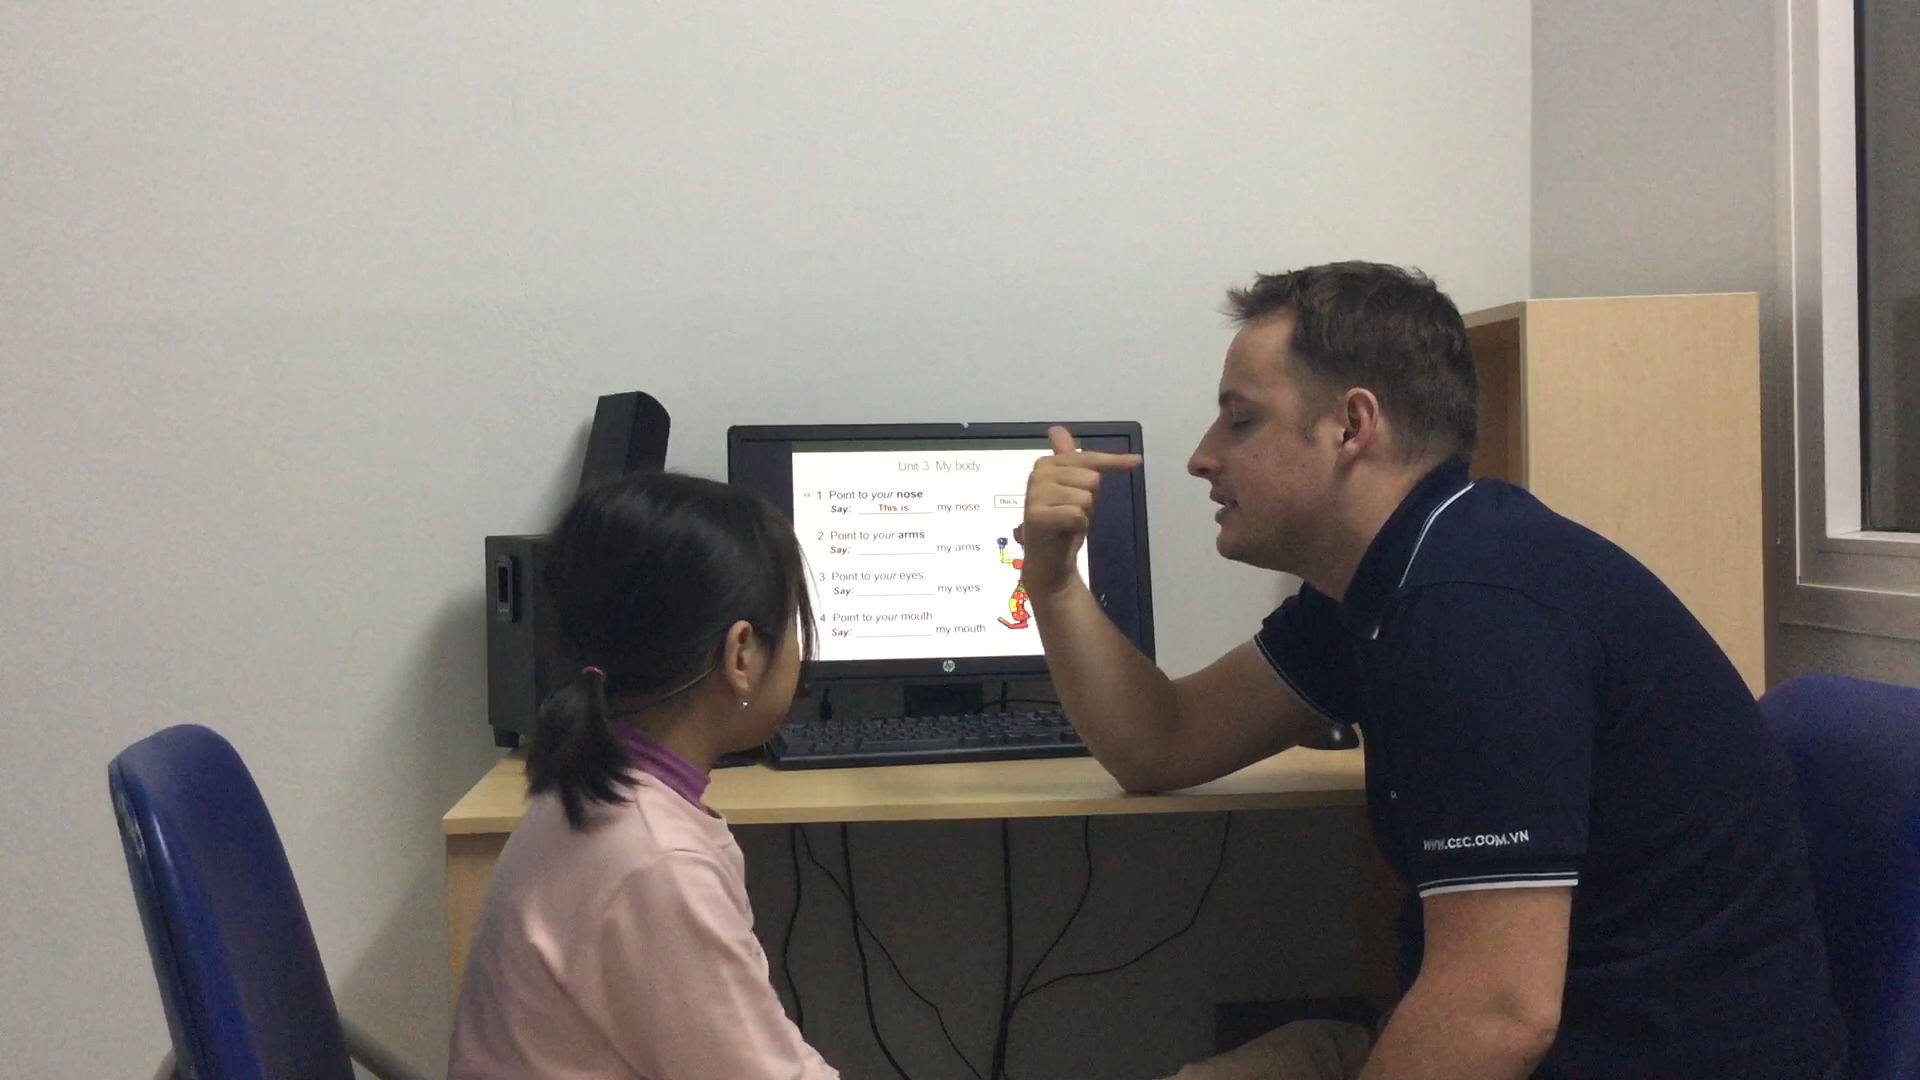 Unit 3 My body
ex 1 Point to your nose
Say: This is my nose
This is
2 Point to your arms
Say: my arms
3 Point to your eyes
Say: my eyes
4 Point to your mouth
Say: my mouth
hp
WWW.CEC.COM.VN